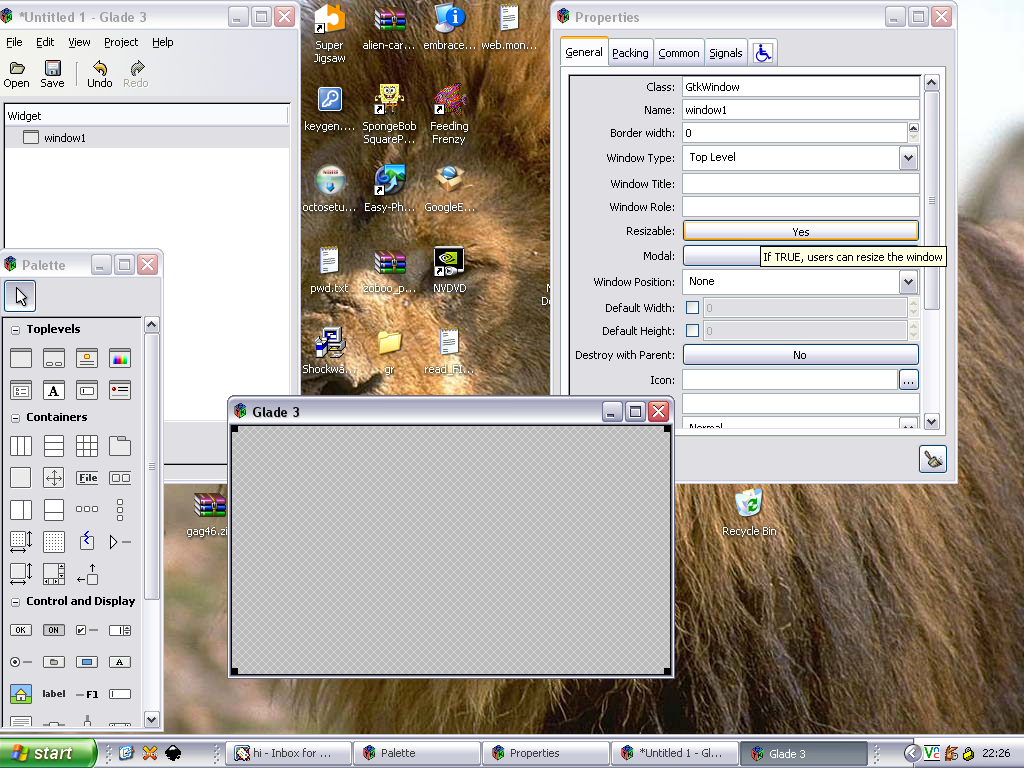 *Untitled 1 - Glade 3
File Edit View Project Help
Open Save Undo Redo
Widget
window1
Super
Jigsaw
alien-car...
embrace...
web.mon...
keygen....
SpongeBob
SquareP...
Feeding
Frenzy
octosetu...
Easy-Ph...
GoogleE...
pwd.txt
zoboo_p...
NVDVD
Shockwa...
gr
read_FI...
gag46.zi
Recycle Bin
Properties
General Packing Common Signals
Class: GtkWindow
Name: window1
Border width: 0
Window Type: Top Level
Window Title:
Window Role:
Resizable: Yes
Modal:
If TRUE, users can resize the window
Window Position: None
Default Width: 0
Default Height: 0
Destroy with Parent: No
Icon: ...
Normal
Palette
Toplevels
A
Containers
File
Control and Display
OK ON
A
label F1
Glade 3
start
hi - Inbox for ...
Palette
Properties
*Untitled 1 - Gl...
Glade 3
22:26